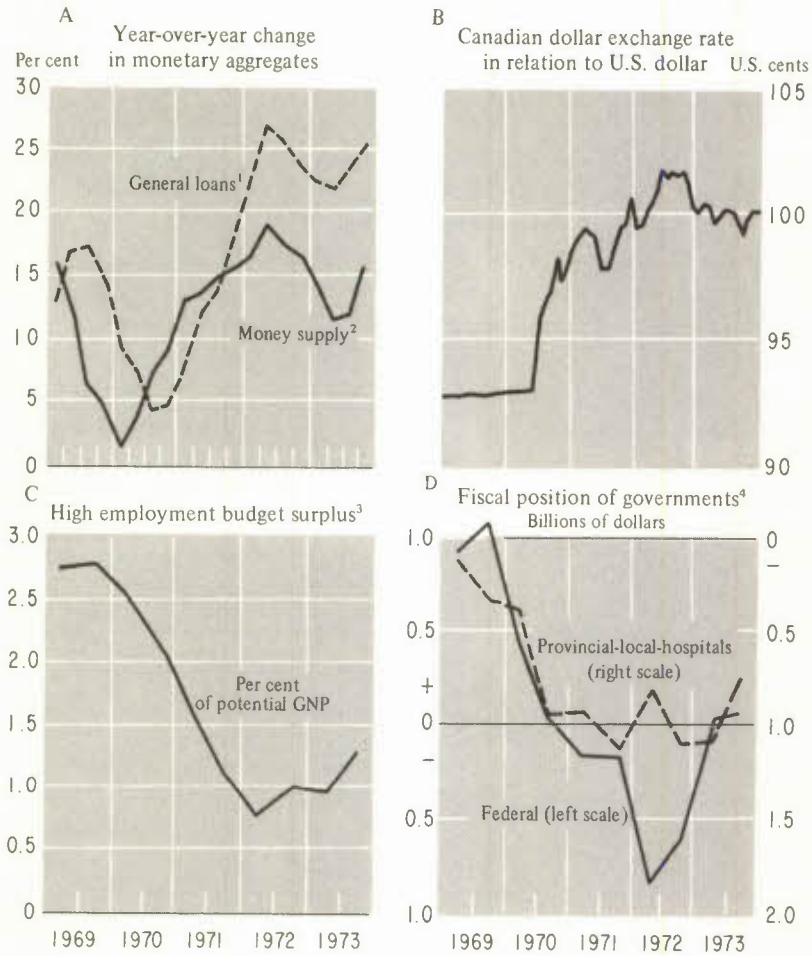 A
Year-over-year change
in monetary aggregates
Per cent
30
25
20
15
10
5
0
General loans¹
Money supply²
B
Canadian dollar exchange rate
in relation to U.S. dollar
U.S. cents
105
100
95
90
C
High employment budget surplus³
3.0
2.5
2.0
1.5
1.0
0.5
0
Per cent
of potential GNP
1969 1970 1971 1972 1973
D
Fiscal position of governments⁴
Billions of dollars
1.0
0.5
+
0
−
0.5
1.0
Provincial-local-hospitals
(right scale)
Federal (left scale)
0
−
0.5
1.0
1.5
2.0
1969 1970 1971 1972 1973